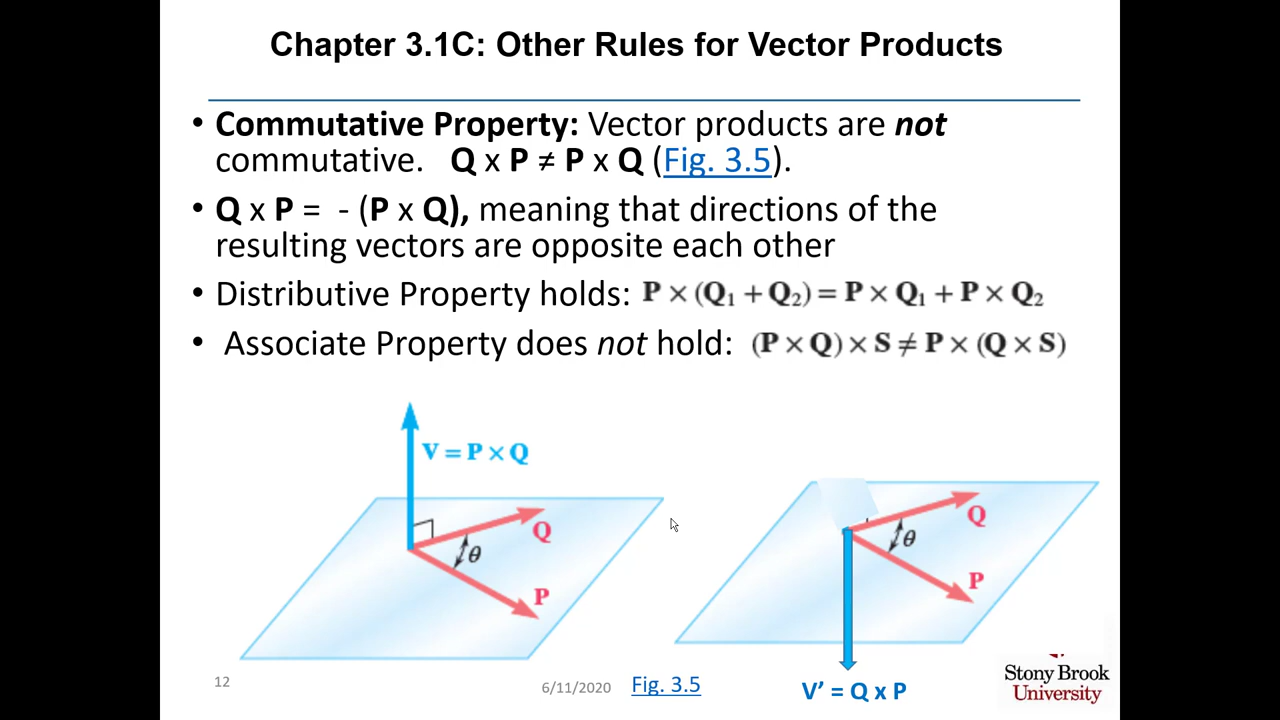 Chapter 3.1C: Other Rules for Vector Products
• Commutative Property: Vector products are not
commutative. Q x P ≠ P x Q (Fig. 3.5).
• Q x P = - (P x Q), meaning that directions of the
resulting vectors are opposite each other
• Distributive Property holds: P × (Q₁ + Q₂) = P × Q₁ + P × Q₂
• Associate Property does not hold: (P × Q) × S ≠ P × (Q × S)
V = P × Q
Q
θ
P
Q
θ
P
V’ = Q x P
12
6/11/2020
Fig. 3.5
Stony Brook
University